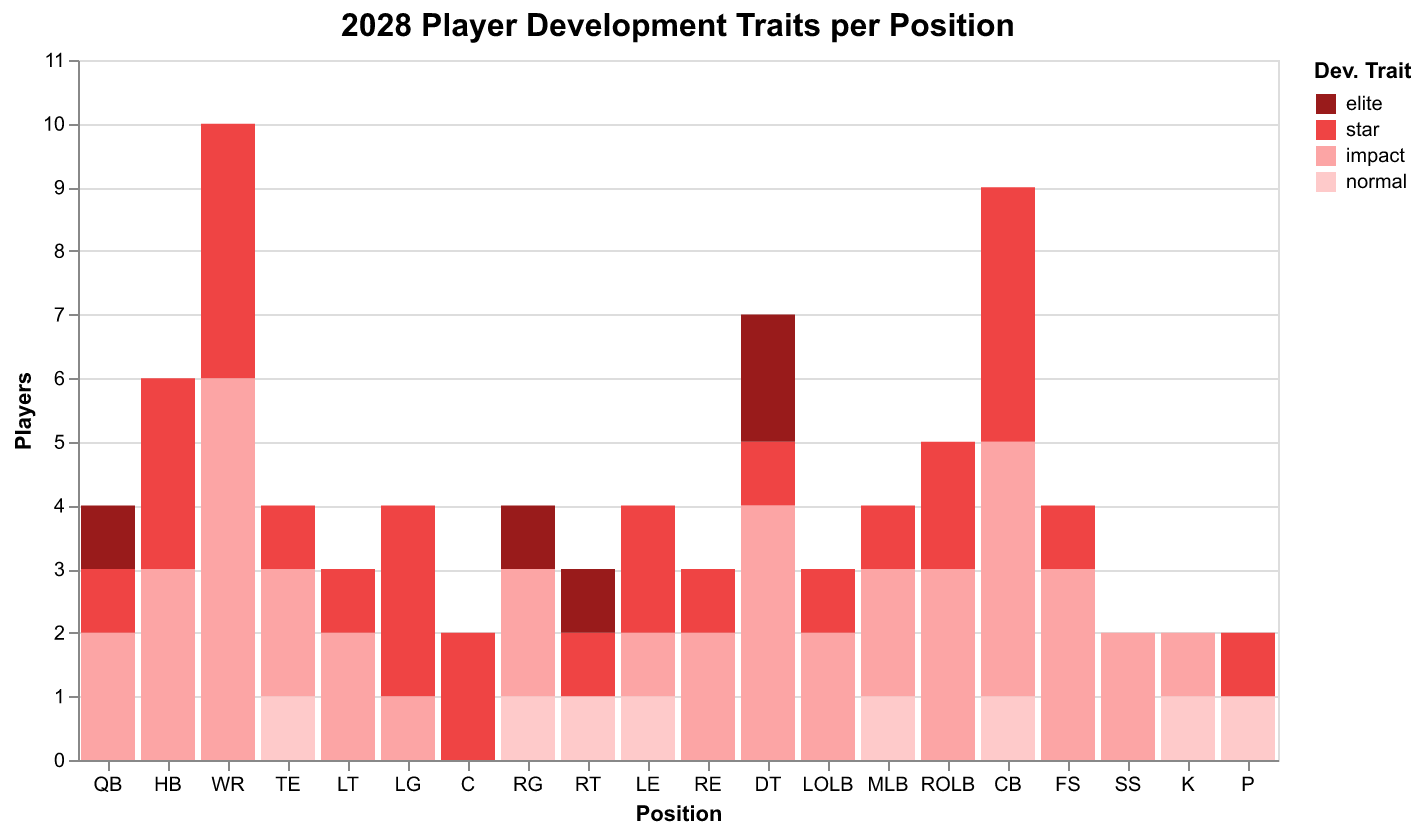 2028 Player Development Traits per Position
Dev. Trait
elite
star
impact
normal
Players
11
10
9
8
7
6
5
4
3
2
1
0
QB HB WR TE LT LG C RG RT LE RE DT LOLB MLB ROLB CB FS SS K P
Position